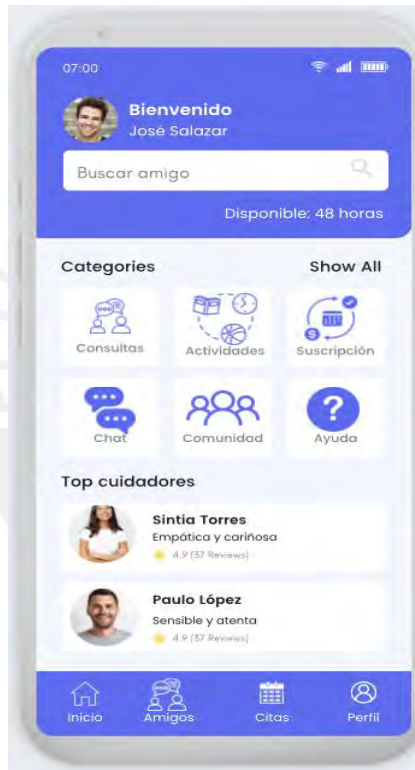 07:00
Bienvenido
José Salazar
Buscar amigo
Disponible: 48 horas
Categories Show All
Consultas Actividades Suscripción
Chat Comunidad Ayuda
Top cuidadores
Sintia Torres
Empática y cariñosa
4.9 (37 Reviews)
Paulo López
Sensible y atenta
4.9 (37 Reviews)
Inicio Amigos Citas Perfil